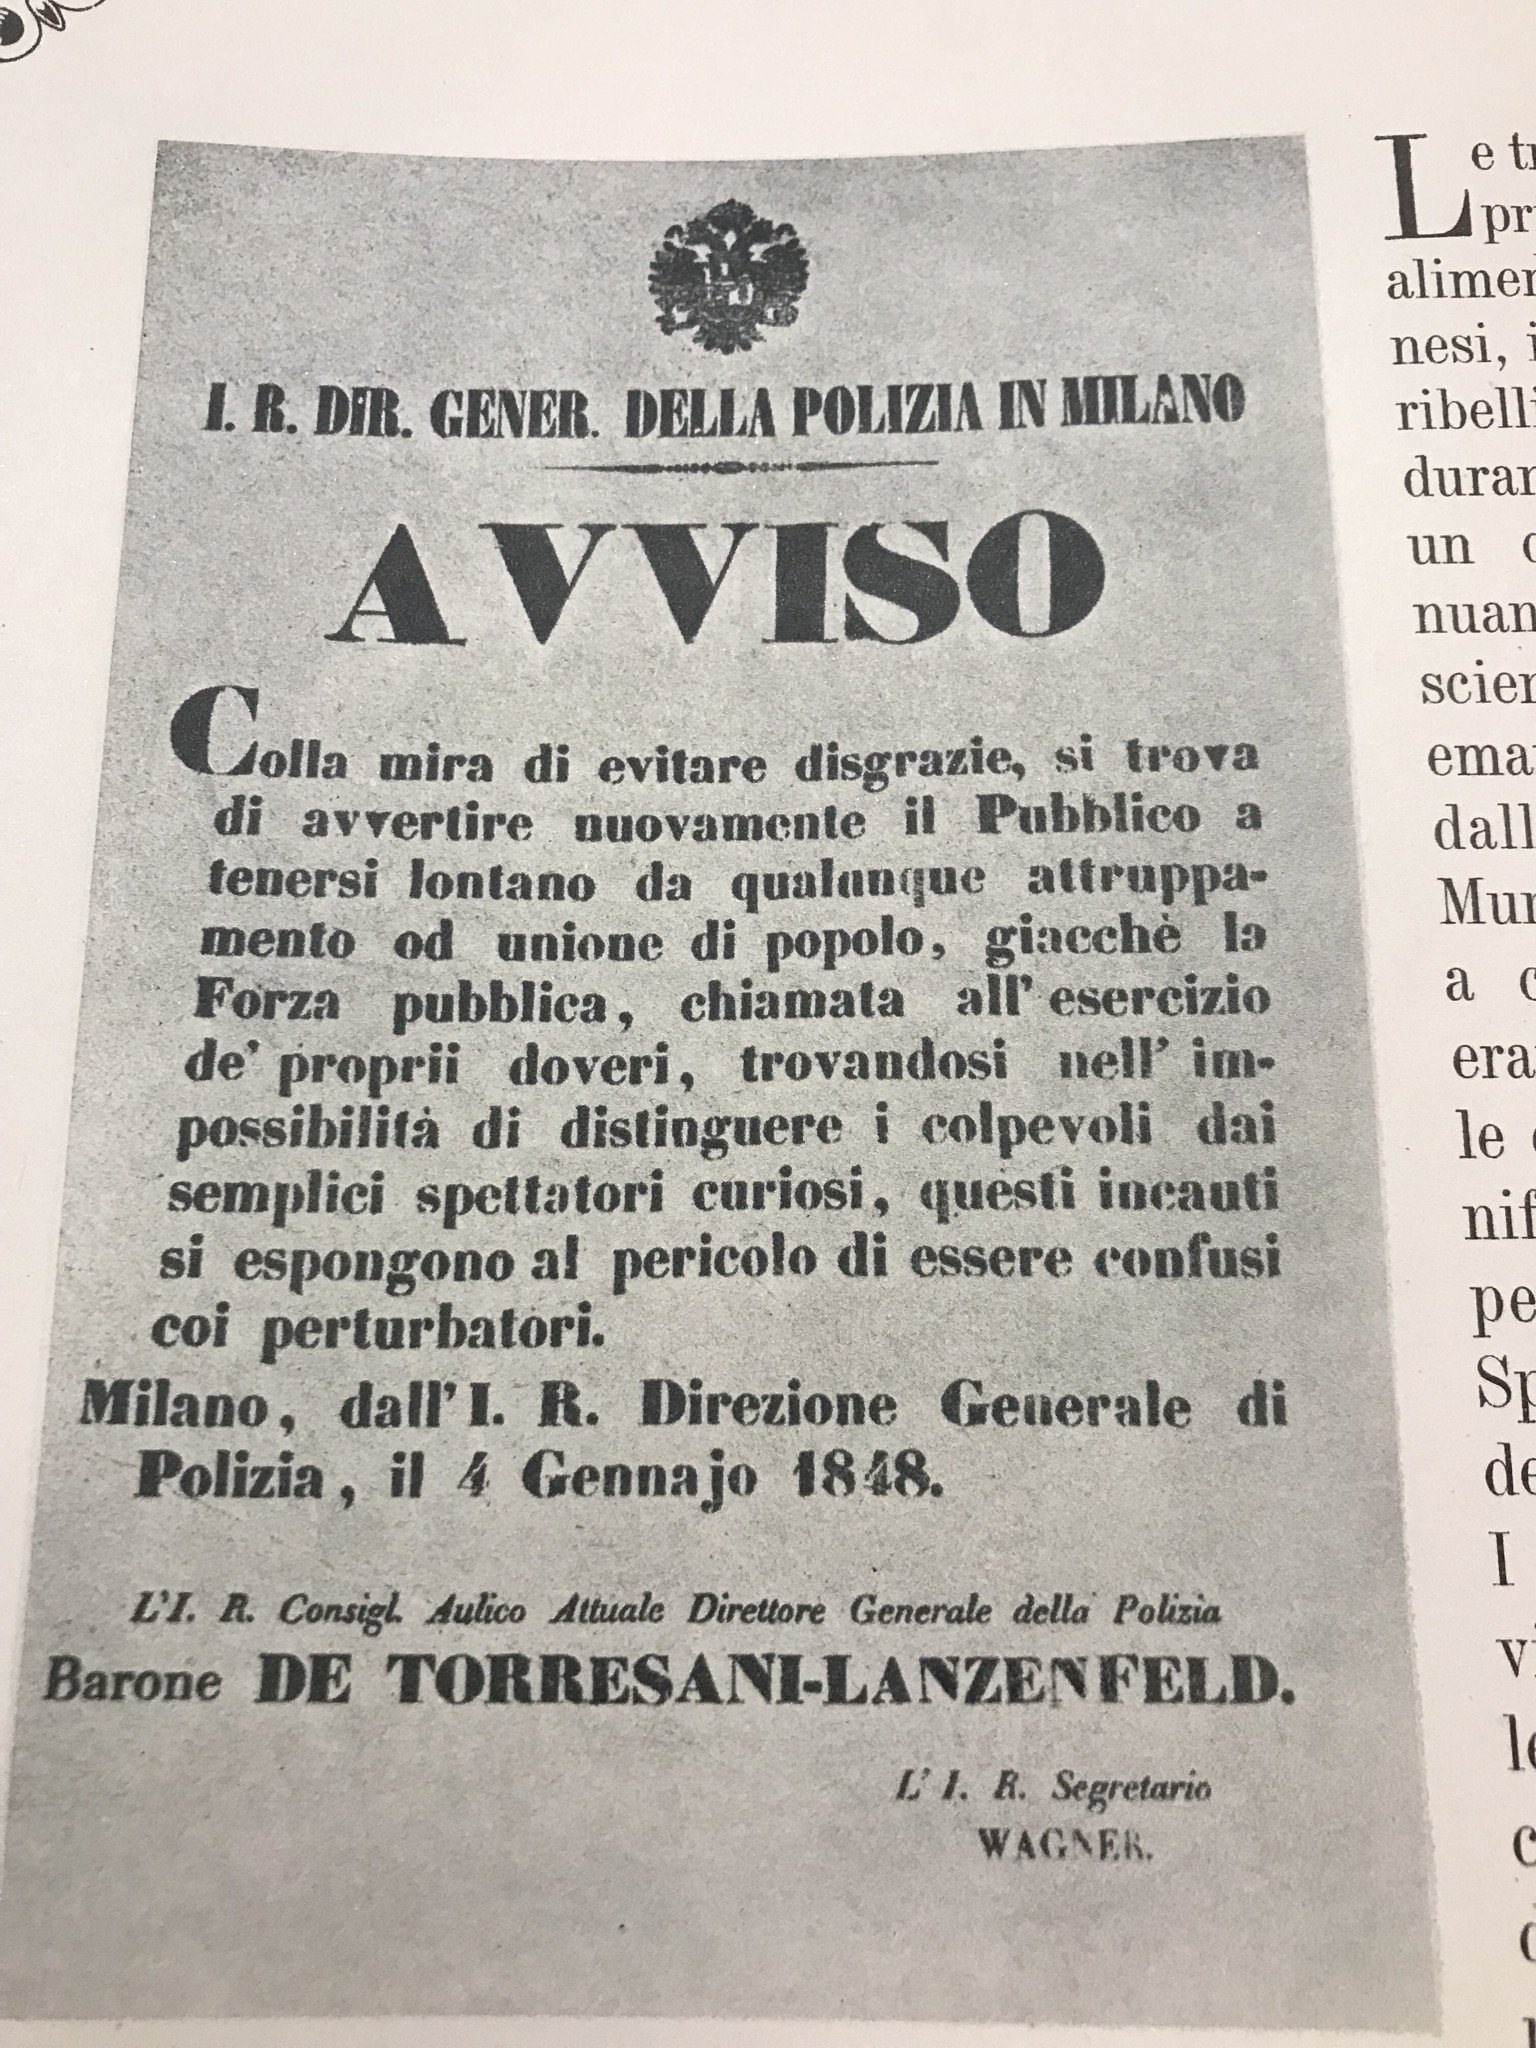 I. R. DIR. GENER. DELLA POLIZIA IN MILANO
AVVISO
Colla mira di evitare disgrazie, si trova
di avvertire nuovamente il Pubblico a
tenersi lontano da qualunque attruppa-
mento od unione di popolo, giacchè la
Forza pubblica, chiamata all' esercizio
de' proprii doveri, trovandosi nell' im-
possibilità di distinguere i colpevoli dai
semplici spettatori curiosi, questi incauti
si espongono al pericolo di essere confusi
coi perturbatori.
Milano, dall' I. R. Direzione Generale di
Polizia, il 4 Gennajo 1848.
L'I. R. Consigl. Aulico Attuale Direttore Generale della Polizia
Barone DE TORRESANI-LANZENFELD.
L' I. R. Segretario
WAGNER.
Le
alimen
nesi,
ribelli
duran
un
nuan
scien
ema
dall
Mun
a
era
le
nif
pe
Sp
de
I